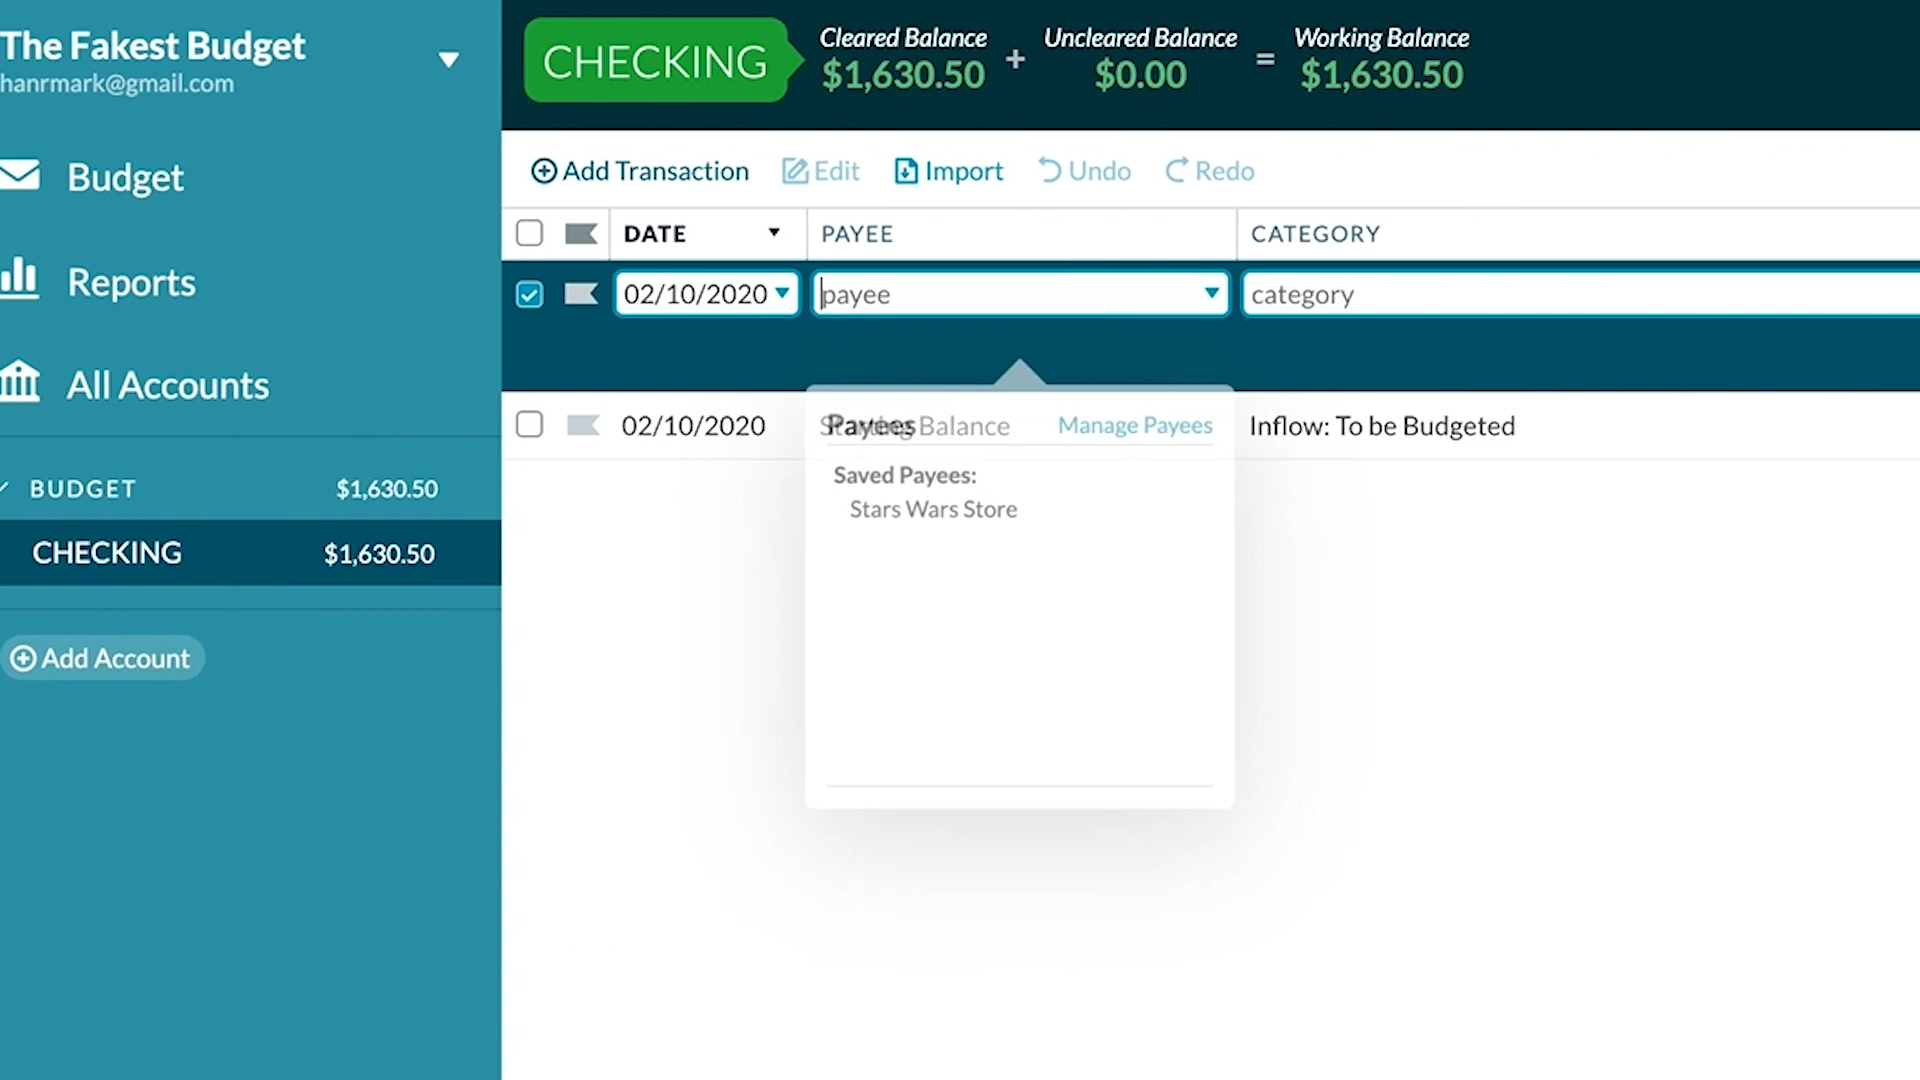 The Fakest Budget
hanrmark@gmail.com
Budget
Reports
All Accounts
BUDGET $1,630.50
CHECKING $1,630.50
Add Account
CHECKING
Cleared Balance + Uncleared Balance = Working Balance
$1,630.50 $0.00 $1,630.50
Add Transaction Edit Import Undo Redo
DATE PAYEE CATEGORY
02/10/2020 payee category
02/10/2020 Starting Balance Inflow: To be Budgeted
Payees Manage Payees
Saved Payees:
Stars Wars Store